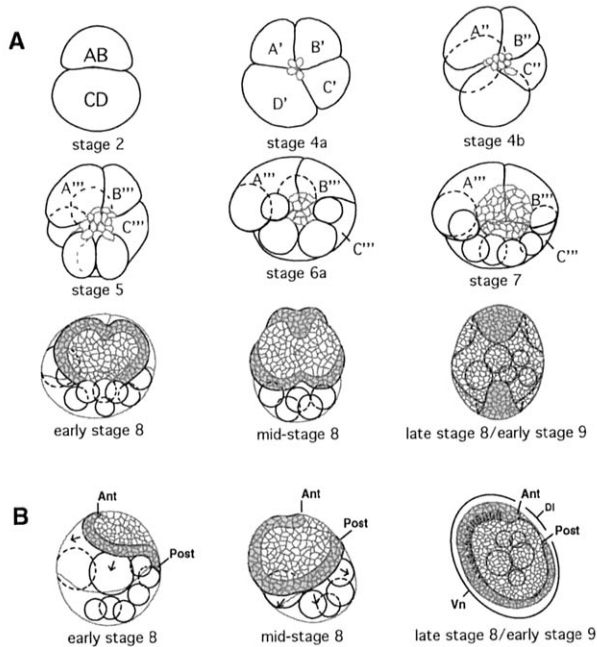 A
AB
CD
stage 2
A' B'
C'
D'
stage 4a
A''
B''
C''
stage 4b
A''' B'''
C'''
stage 5
A''' B'''
C'''
stage 6a
A'''
B'''
C'''
stage 7
early stage 8
mid-stage 8
late stage 8/early stage 9
B
Ant
Post
early stage 8
Ant
Post
mid-stage 8
Ant
Dl
Post
Vn
late stage 8/early stage 9